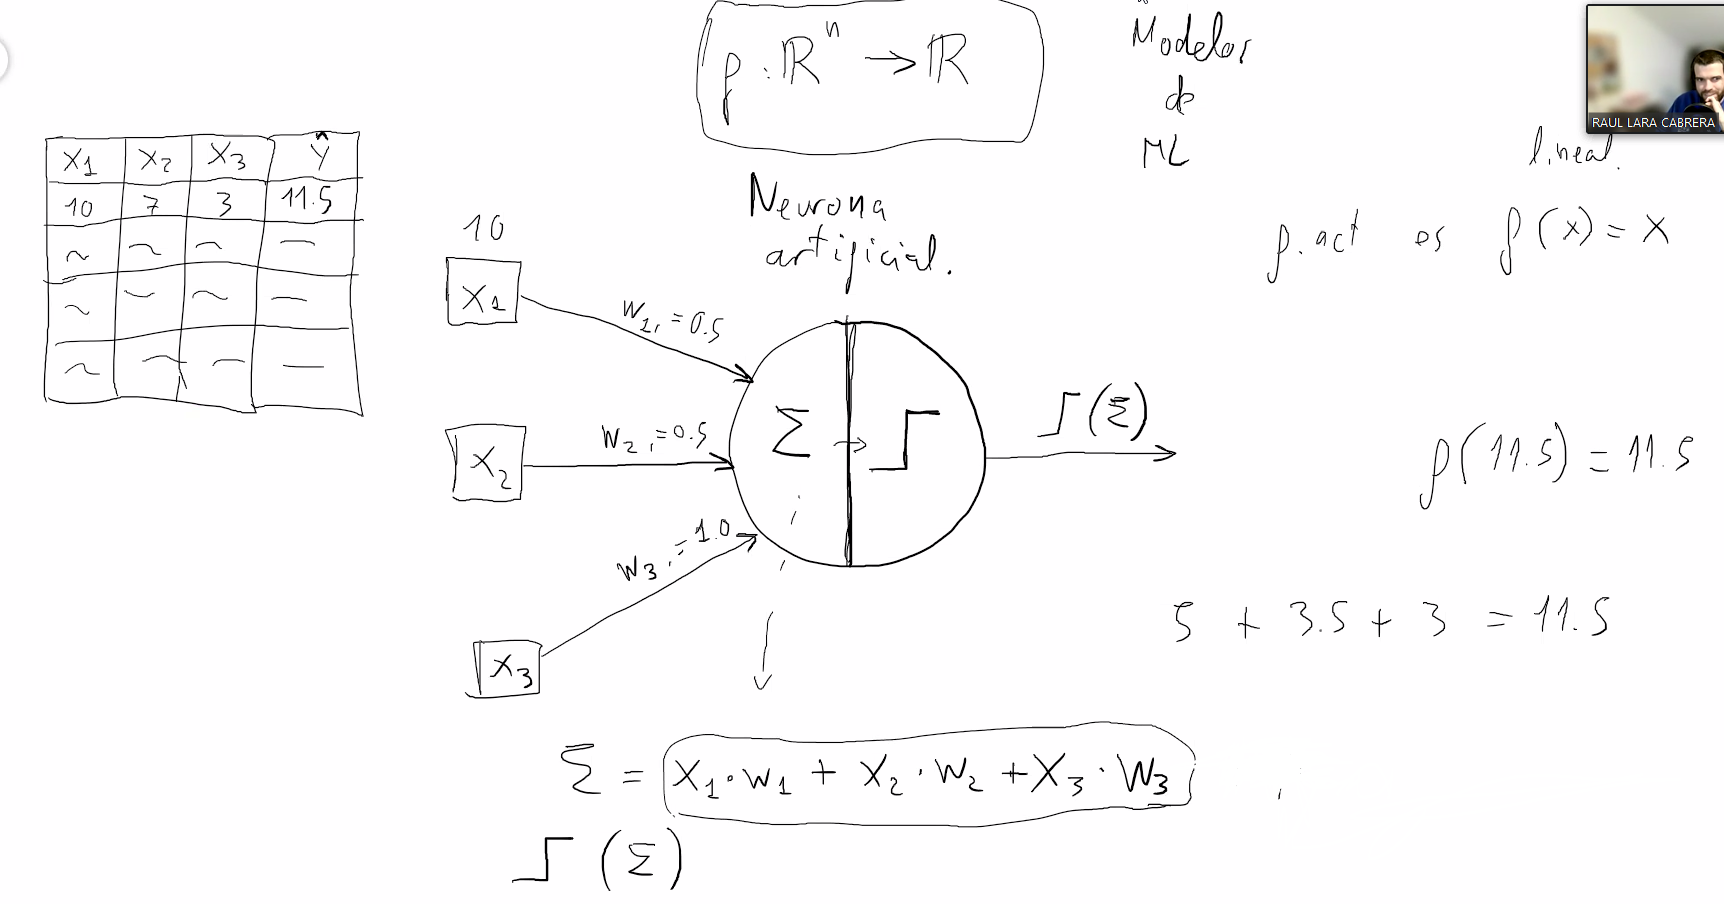 f: ℝⁿ → ℝ
Modelos
de
ML
RAUL LARA CABRERA
lineal.
X₁ X₂ X₃ Ŷ
10 7 3 11.5
Neurona
artificial.
f. act es f(x) = x
10
X₁
W₁ = 0.5
X₂
W₂ = 0.5
Σ →
(Σ)
f(11.5) = 11.5
W₃ = 1.0
X₃
5 + 3.5 + 3 = 11.5
Σ = X₁·W₁ + X₂·W₂ + X₃·W₃
(Σ)